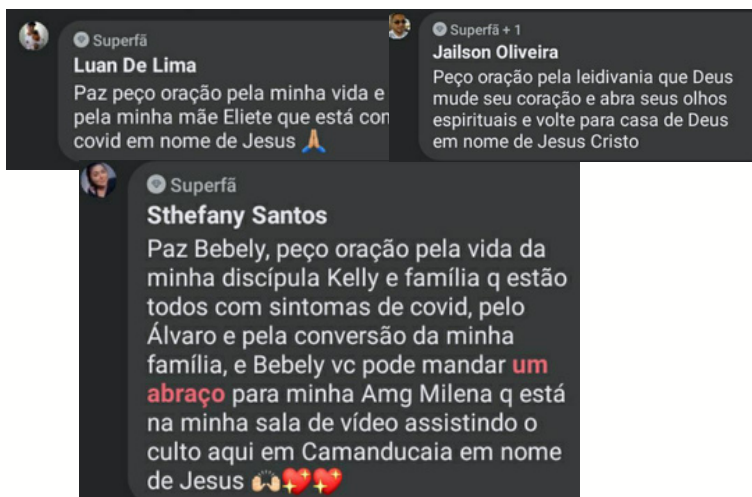 Superfã
Luan De Lima
Paz peço oração pela minha vida e
pela minha mãe Eliete que está con
covid em nome de Jesus 🙏🏽
Superfã + 1
Jailson Oliveira
Peço oração pela leidivania que Deus
mude seu coração e abra seus olhos
espirituais e volte para casa de Deus
em nome de Jesus Cristo
Superfã
Sthefany Santos
Paz Bebely, peço oração pela vida da
minha discípula Kelly e família q estão
todos com sintomas de covid, pelo
Álvaro e pela conversão da minha
família, e Bebely vc pode mandar um
abraço para minha Amg Milena q está
na minha sala de vídeo assistindo o
culto aqui em Camanducaia em nome
de Jesus 🙌🏼💖💖